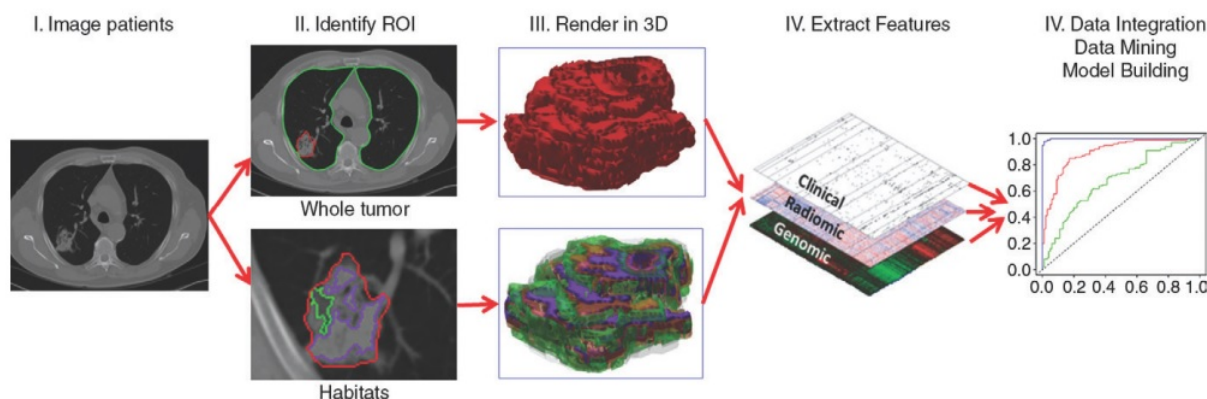 I. Image patients
II. Identify ROI
III. Render in 3D
IV. Extract Features
IV. Data Integration
Data Mining
Model Building
Whole tumor
Habitats
Clinical
Radiomic
Genomic
1.0
0.8
0.6
0.4
0.2
0.0
0.0 0.2 0.4 0.6 0.8 1.0